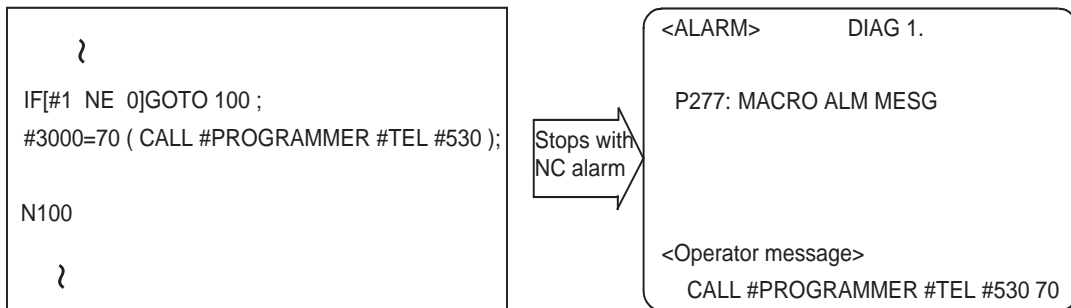 ~
IF[#1 NE 0]GOTO 100 ;
#3000=70 ( CALL #PROGRAMMER #TEL #530 );
N100
~
Stops with
NC alarm
<ALARM> DIAG 1.
P277: MACRO ALM MESG
<Operator message>
CALL #PROGRAMMER #TEL #530 70